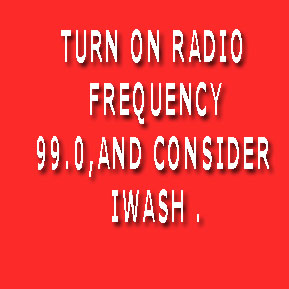 TURN ON RADIO
FREQUENCY
99.0,AND CONSIDER
IWASH .